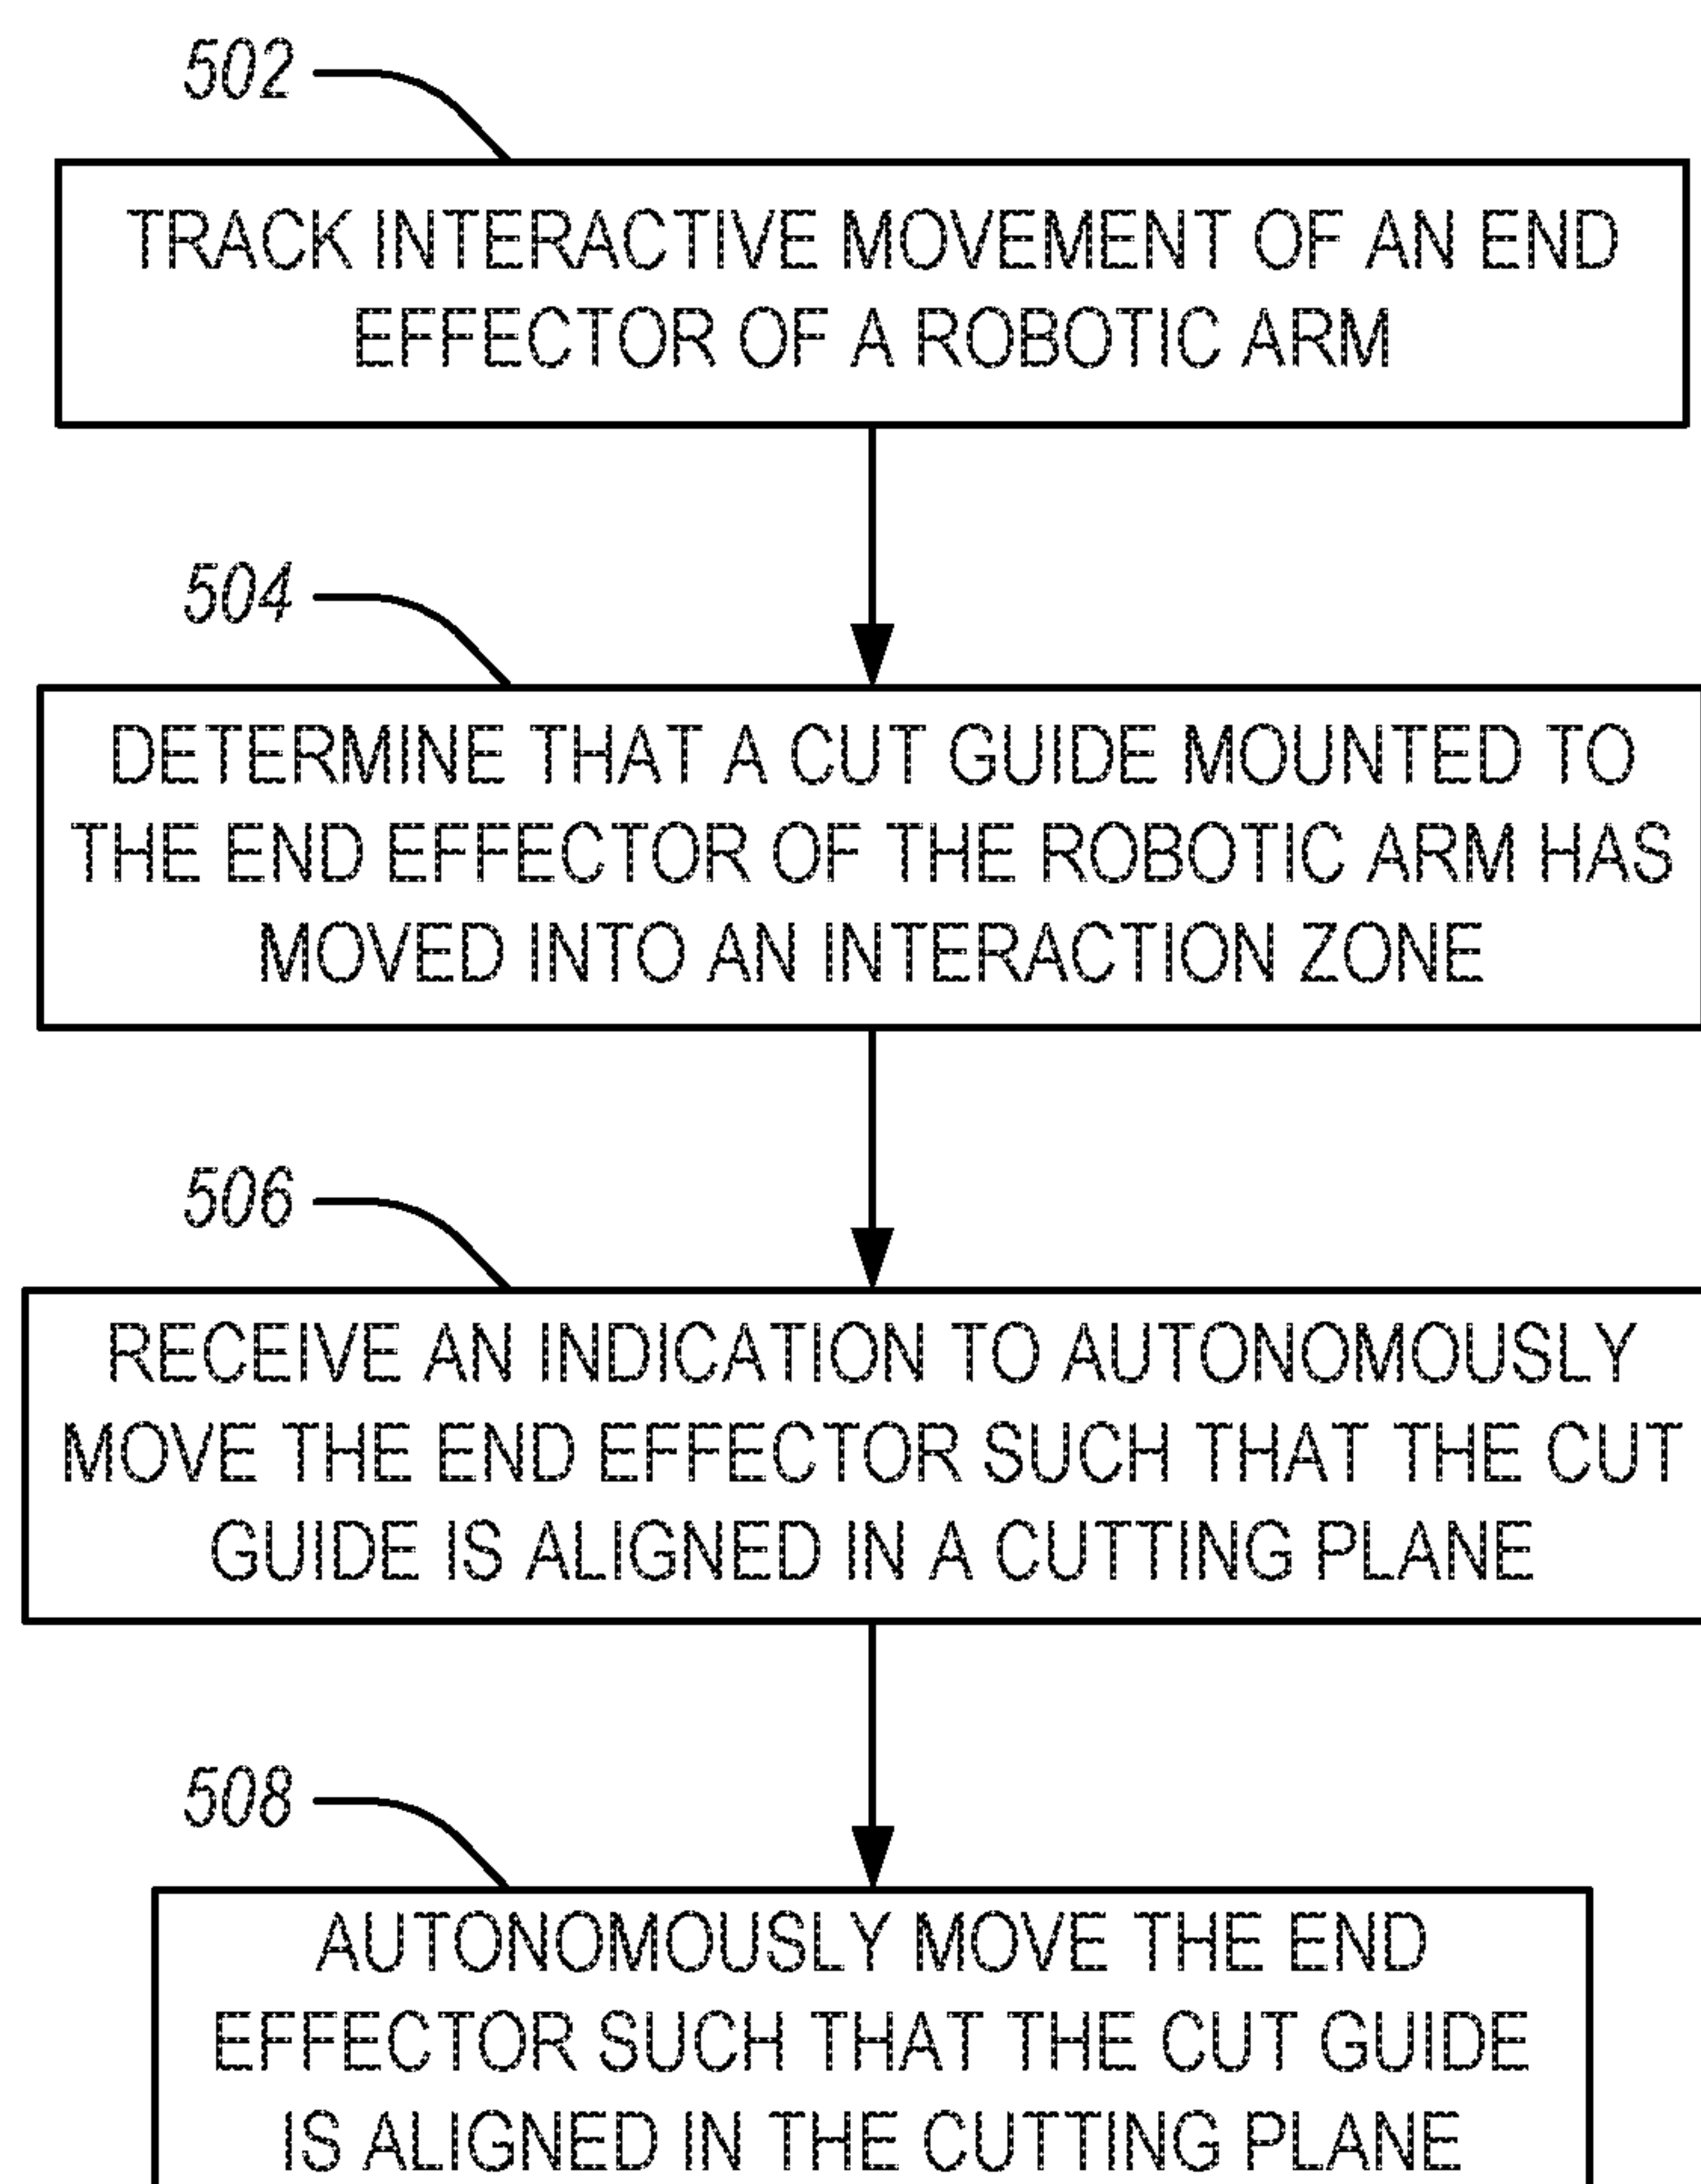 502
TRACK INTERACTIVE MOVEMENT OF AN END
EFFECTOR OF A ROBOTIC ARM
504
DETERMINE THAT A CUT GUIDE MOUNTED TO
THE END EFFECTOR OF THE ROBOTIC ARM HAS
MOVED INTO AN INTERACTION ZONE
506
RECEIVE AN INDICATION TO AUTONOMOUSLY
MOVE THE END EFFECTOR SUCH THAT THE CUT
GUIDE IS ALIGNED IN A CUTTING PLANE
508
AUTONOMOUSLY MOVE THE END
EFFECTOR SUCH THAT THE CUT GUIDE
IS ALIGNED IN THE CUTTING PLANE